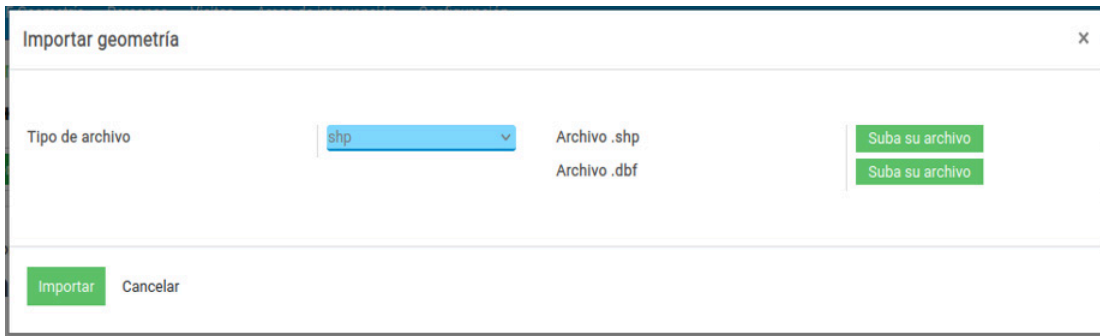 Importar geometría
×
Tipo de archivo
shp
Archivo .shp
Suba su archivo
Archivo .dbf
Suba su archivo
Importar
Cancelar